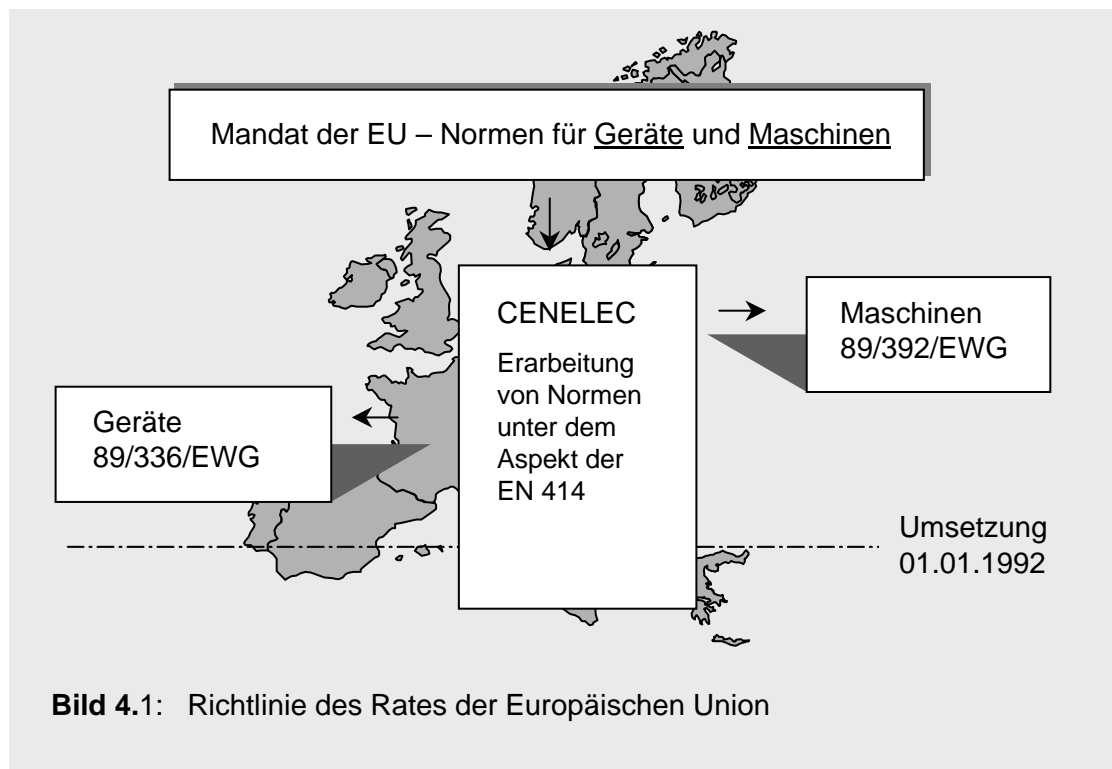 Mandat der EU – Normen für Geräte und Maschinen
CENELEC
Erarbeitung
von Normen
unter dem
Aspekt der
EN 414
Maschinen
89/392/EWG
Geräte
89/336/EWG
Umsetzung
01.01.1992
Bild 4.1: Richtlinie des Rates der Europäischen Union